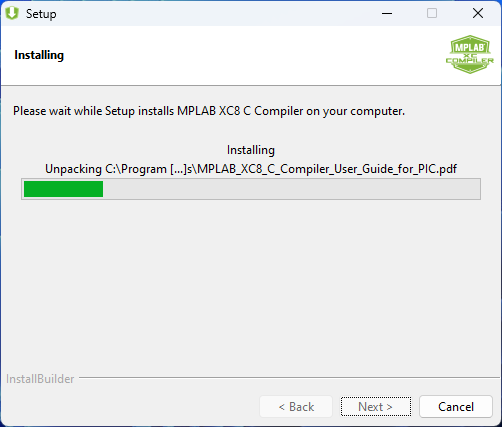 Setup
Installing
MPLAB
XC
COMPILER
Please wait while Setup installs MPLAB XC8 C Compiler on your computer.
Installing
Unpacking C:\Program [...]s\MPLAB_XC8_C_Compiler_User_Guide_for_PIC.pdf
InstallBuilder
< Back
Next >
Cancel